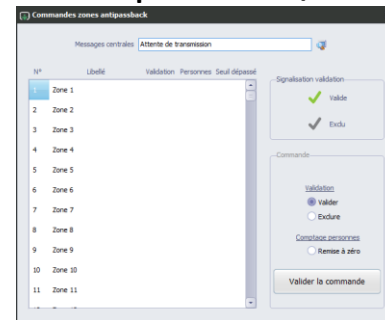 Commandes zones antipassback
Messages centrales Attente de transmission
N° Libellé Validation Personnes Seuil dépassé
1 Zone 1
2 Zone 2
3 Zone 3
4 Zone 4
5 Zone 5
6 Zone 6
7 Zone 7
8 Zone 8
9 Zone 9
10 Zone 10
11 Zone 11
Signalisation validation
Valide
Exclu
Commande
Validation
Valider
Exclure
Comptage personnes
Remise à zéro
Valider la commande